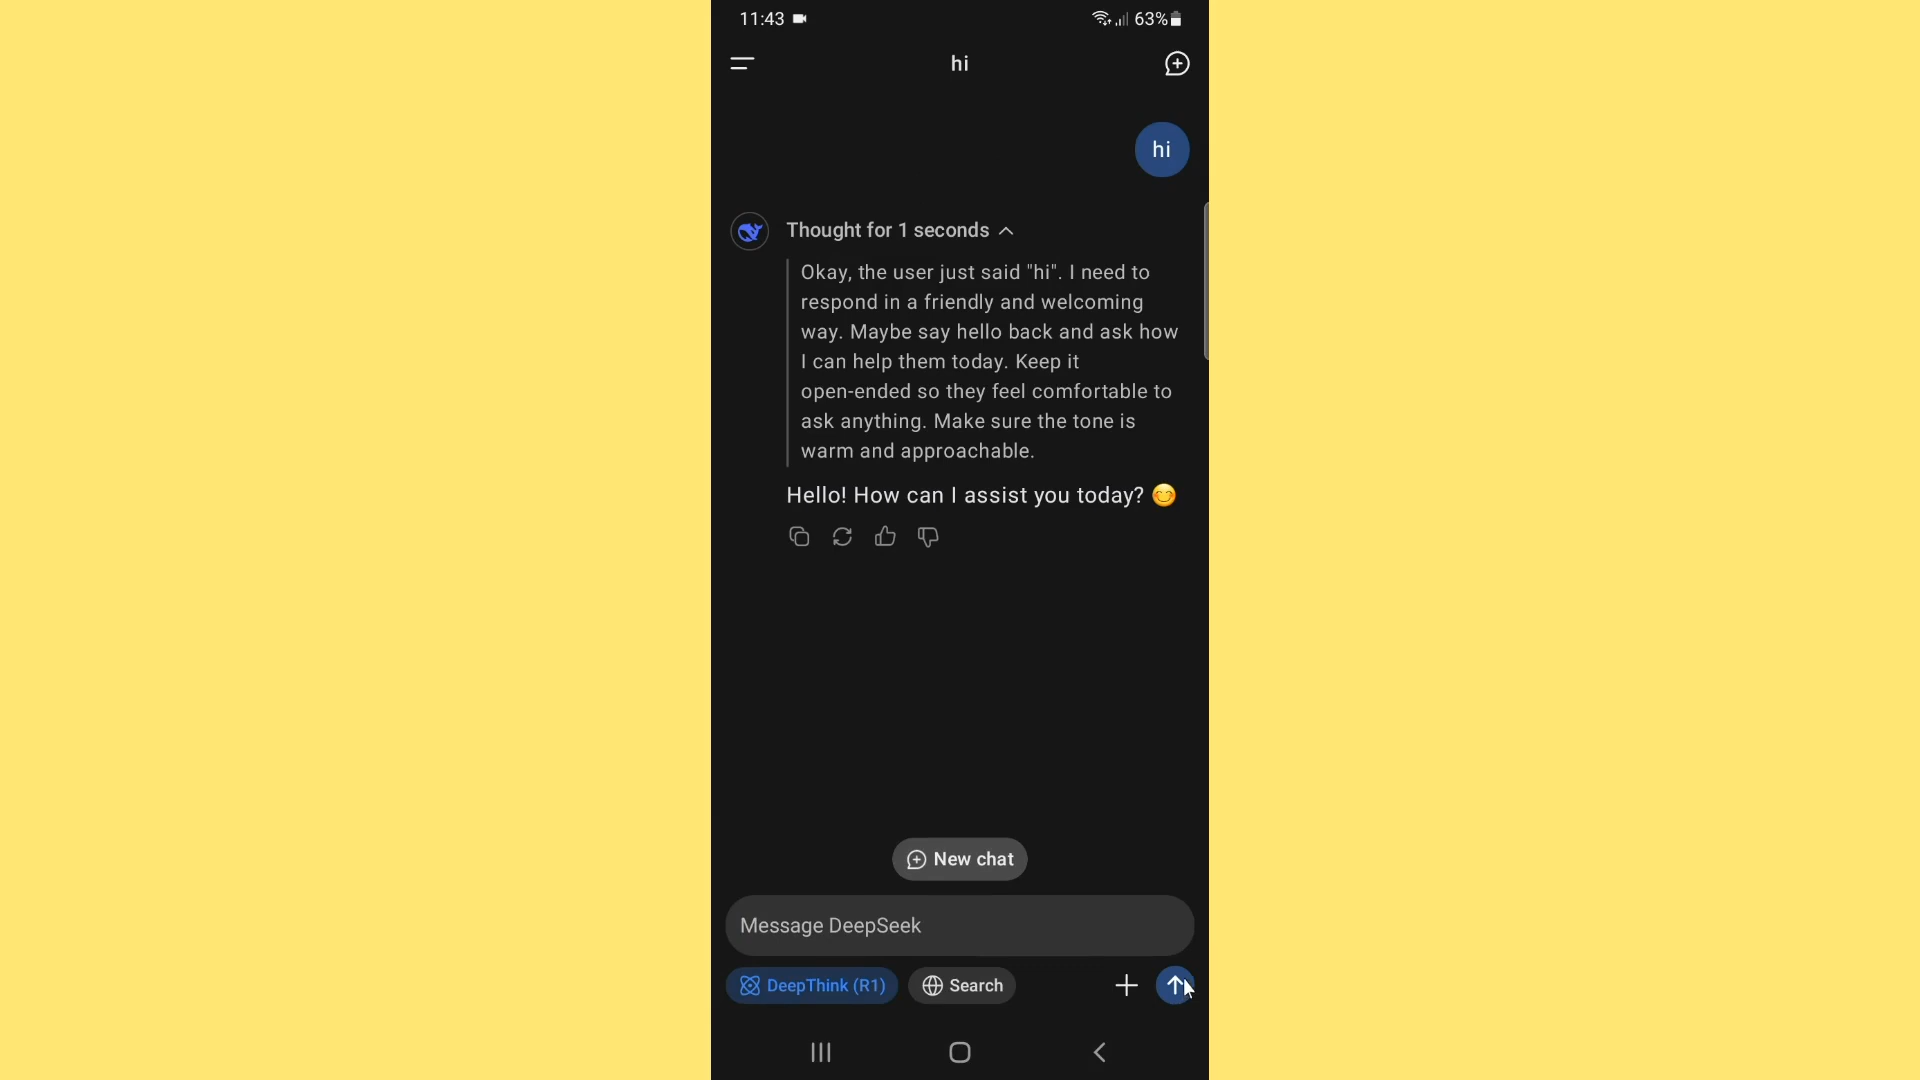 11:43
63%
hi
hi
Thought for 1 seconds
Okay, the user just said "hi". I need to
respond in a friendly and welcoming
way. Maybe say hello back and ask how
I can help them today. Keep it
open-ended so they feel comfortable to
ask anything. Make sure the tone is
warm and approachable.
Hello! How can I assist you today? 😊
New chat
Message DeepSeek
DeepThink (R1)
Search